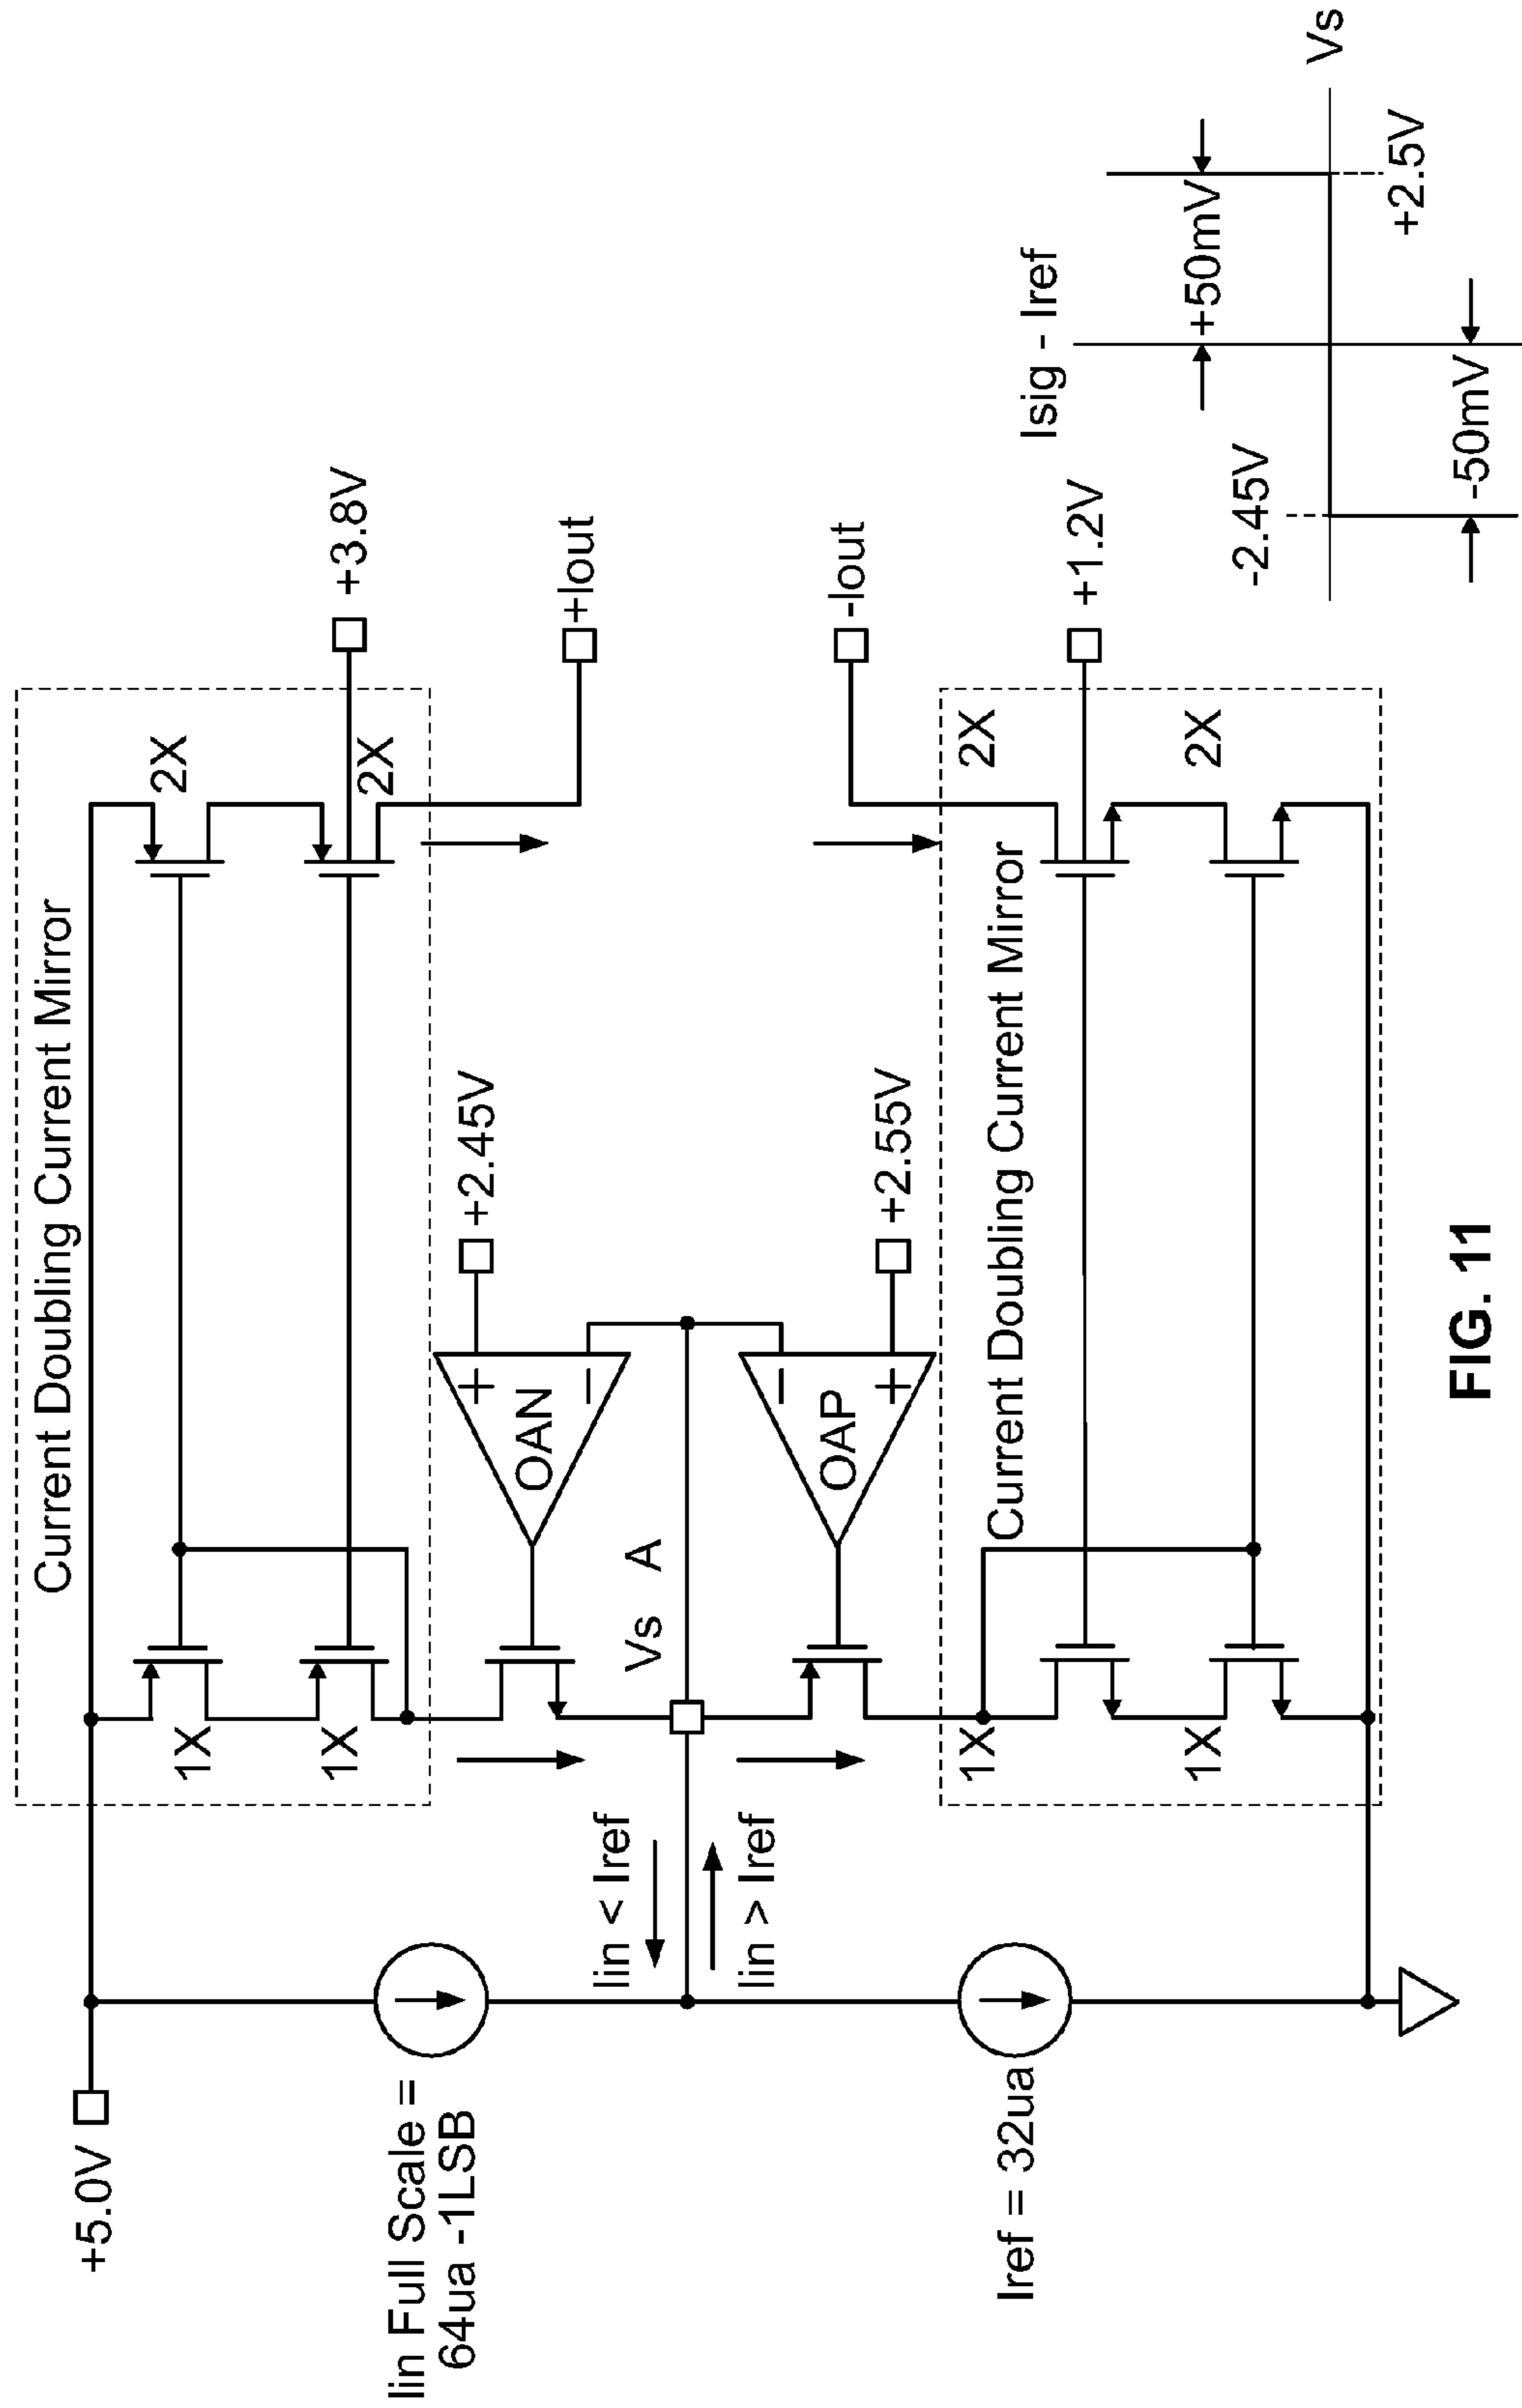 Current Doubling Current Mirror
+5.0V
1X
1X
2X
2X
+3.8V
+Iout
+2.45V
+
−
OAN
Iin Full Scale =
64ua -1LSB
Iin < Iref
Iin > Iref
Vs A
−
+
OAP
+2.55V
-Iout
Iref = 32ua
Current Doubling Current Mirror
1X
1X
2X
2X
+1.2V
Isig - Iref
+50mV
-2.45V
Vs
-50mV
+2.5V
FIG. 11